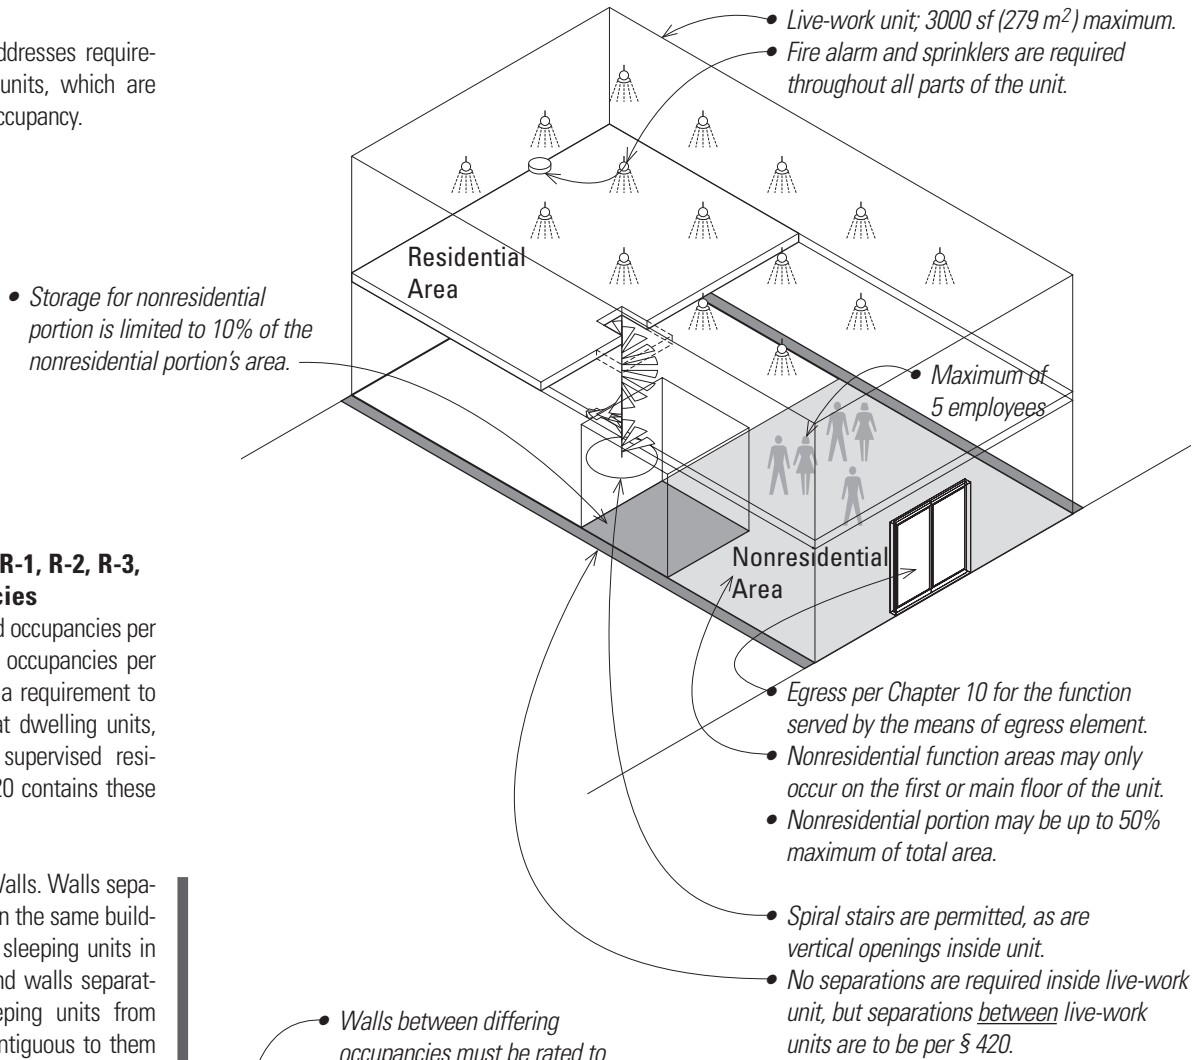 ddresses require-
units, which are
ccupancy.
R-1, R-2, R-3,
cies
d occupancies per
occupancies per
a requirement to
at dwelling units,
supervised resi-
20 contains these
Valls. Walls sepa-
n the same build-
sleeping units in
nd walls separat-
eping units from
ntiguous to them
• Storage for nonresidential
portion is limited to 10% of the
nonresidential portion's area.
• Live-work unit; 3000 sf (279 m²) maximum.
• Fire alarm and sprinklers are required
throughout all parts of the unit.
Residential
Area
• Maximum of
5 employees
Nonresidential
Area
• Egress per Chapter 10 for the function
served by the means of egress element.
• Nonresidential function areas may only
occur on the first or main floor of the unit.
• Nonresidential portion may be up to 50%
maximum of total area.
• Spiral stairs are permitted, as are
vertical openings inside unit.
• No separations are required inside live-work
unit, but separations between live-work
units are to be per § 420.
• Walls between differing
occupancies must be rated to